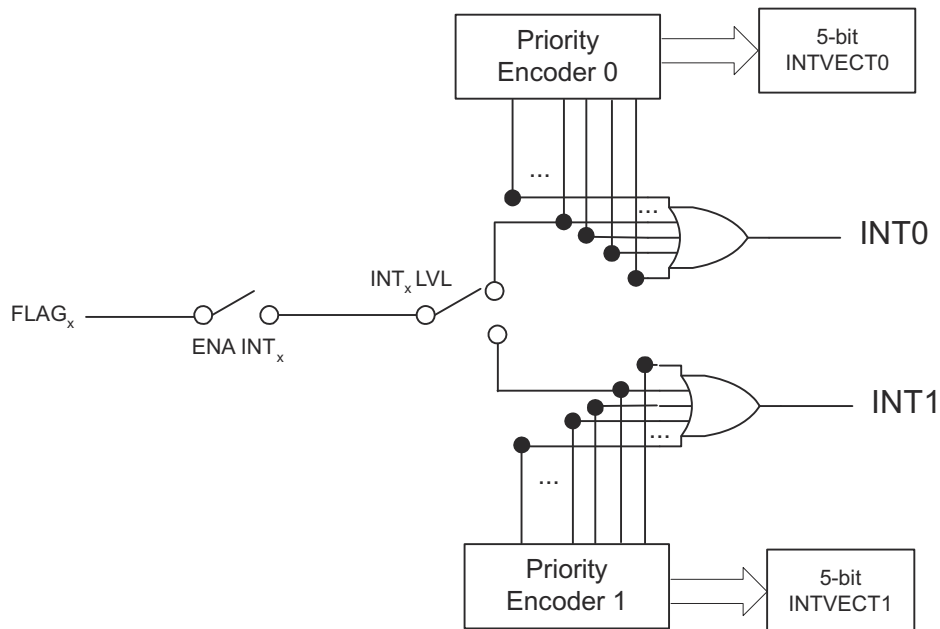 Priority
Encoder 0
5-bit
INTVECT0
...
...
INT0
INTx LVL
FLAGx
ENA INTx
INT1
...
...
Priority
Encoder 1
5-bit
INTVECT1